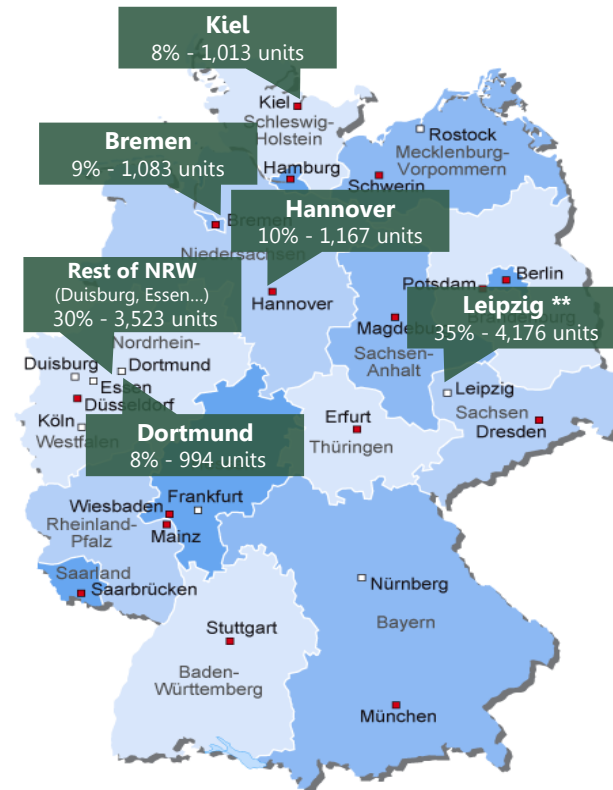 Kiel
8% - 1,013 units
Kiel
Schleswig-
Holstein
Rostock
Mecklenburg-
Vorpommern
Bremen
9% - 1,083 units
Hamburg
Schwerin
Bremen
Niedersachsen
Hannover
10% - 1,167 units
Hannover
Rest of NRW
(Duisburg, Essen...)
30% - 3,523 units
Berlin
Potsdam
Brandenburg
Leipzig **
35% - 4,176 units
Magdeburg
Sachsen-
Anhalt
Nordrhein-
Duisburg
Dortmund
Essen
Düsseldorf
Köln
Westfalen
Leipzig
Sachsen
Dresden
Dortmund
8% - 994 units
Erfurt
Thüringen
Frankfurt
Wiesbaden
Rheinland-
Pfalz
Mainz
Saarland
Saarbrücken
Nürnberg
Bayern
Stuttgart
Baden-
Württemberg
München